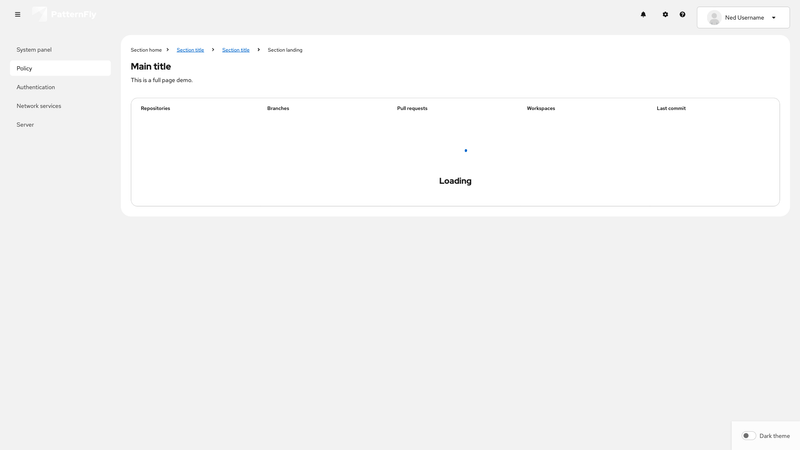 PatternFly
Ned Username
System panel
Policy
Authentication
Network services
Server
Section home Section title Section title Section landing
Main title
This is a full page demo.
Repositories Branches Pull requests Workspaces Last commit
Loading
Dark theme